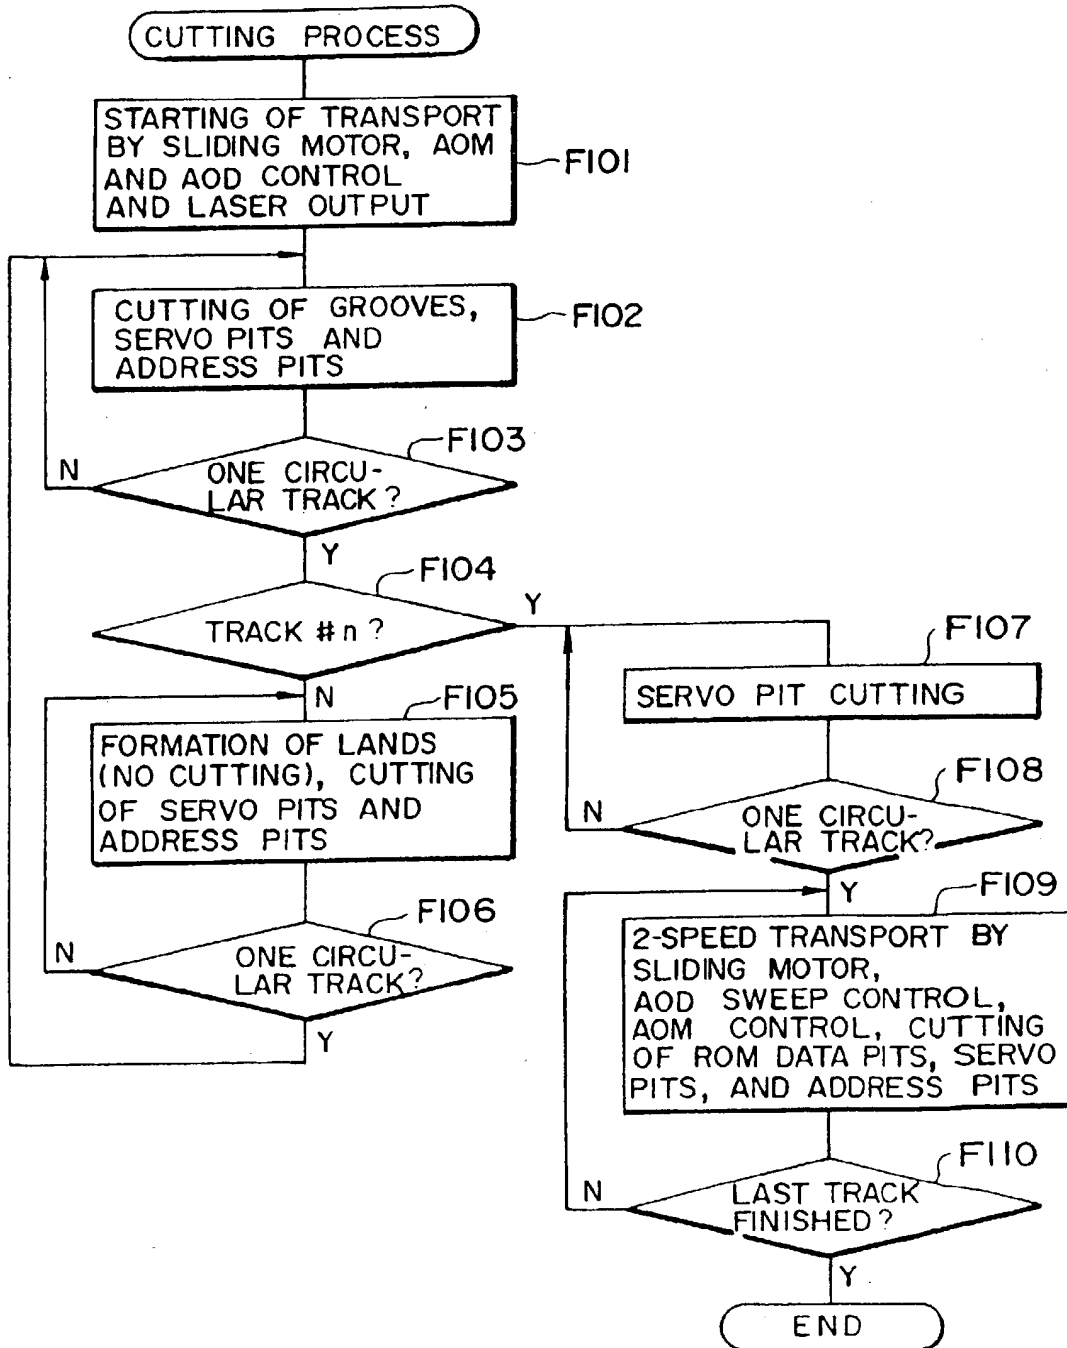 CUTTING PROCESS
STARTING OF TRANSPORT
BY SLIDING MOTOR, AOM
AND AOD CONTROL
AND LASER OUTPUT
F101
CUTTING OF GROOVES,
SERVO PITS AND
ADDRESS PITS
F102
F103
ONE CIRCU-
LAR TRACK?
N
Y
F104
TRACK #n?
Y
N
F105
FORMATION OF LANDS
(NO CUTTING), CUTTING
OF SERVO PITS AND
ADDRESS PITS
F106
ONE CIRCU-
LAR TRACK?
N
Y
F107
SERVO PIT CUTTING
F108
ONE CIRCU-
LAR TRACK?
N
Y
F109
2-SPEED TRANSPORT BY
SLIDING MOTOR,
AOD SWEEP CONTROL,
AOM CONTROL, CUTTING
OF ROM DATA PITS, SERVO
PITS, AND ADDRESS PITS
F110
LAST TRACK
FINISHED?
N
Y
END